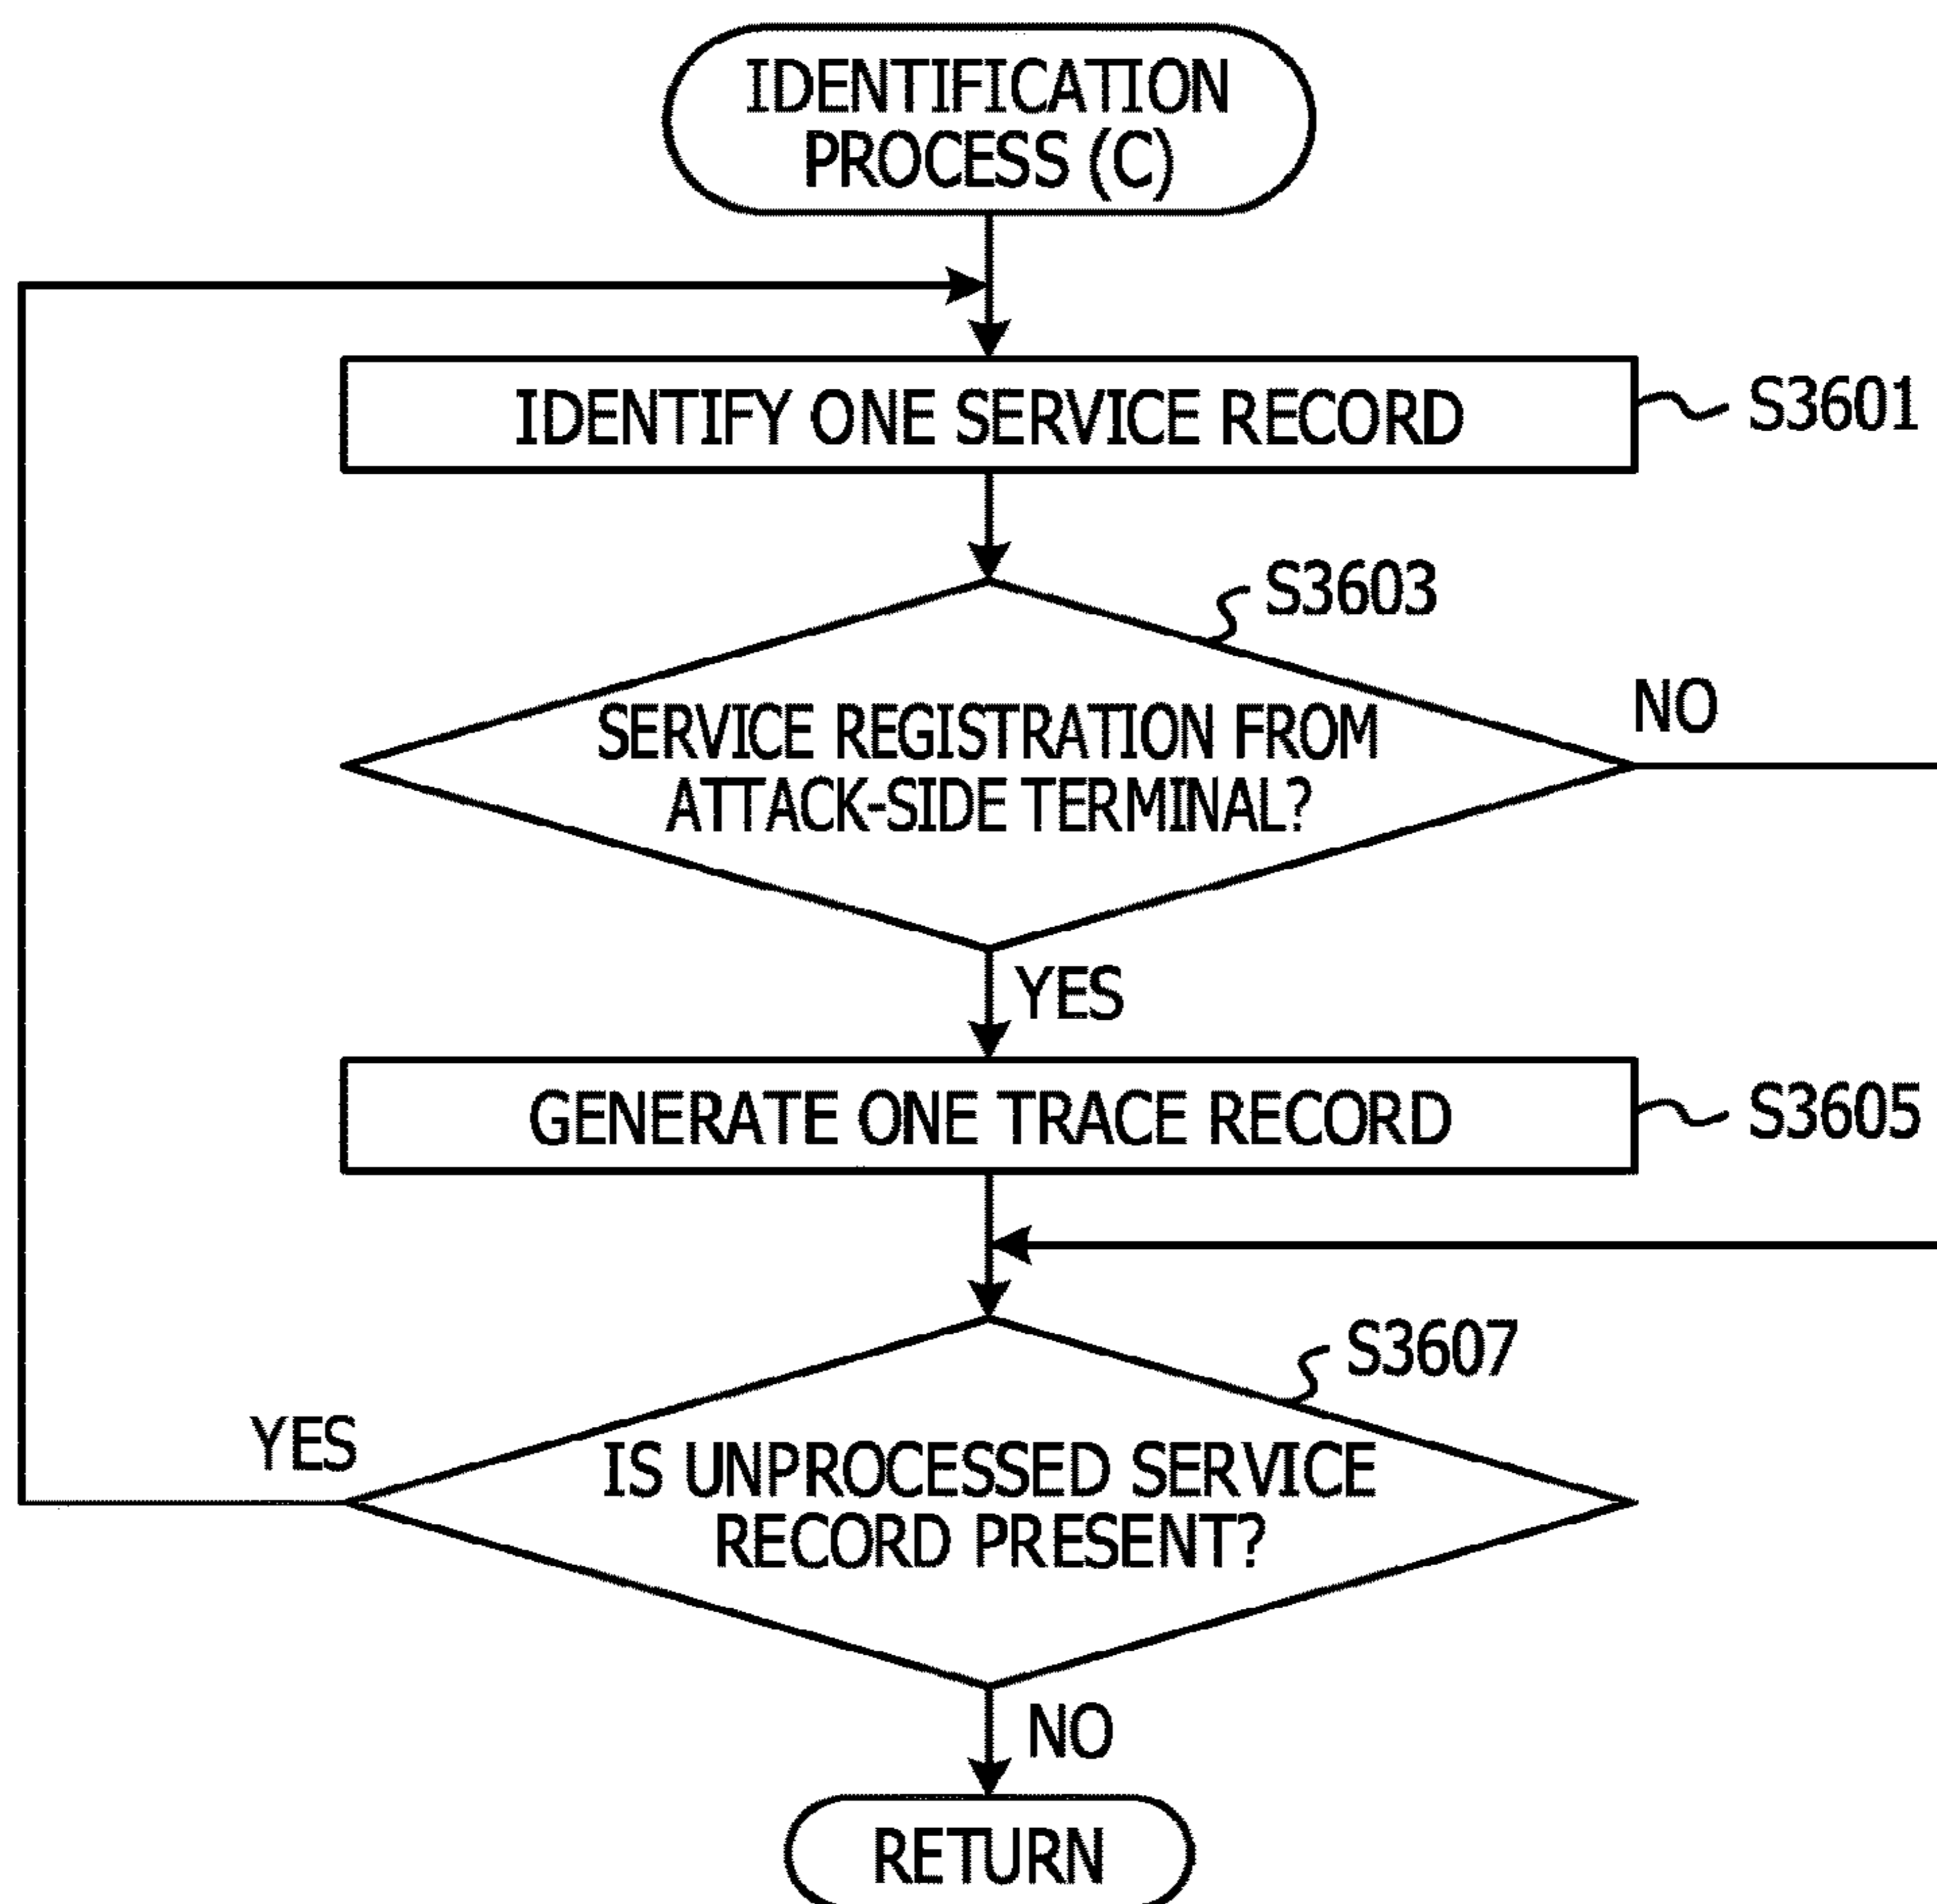 IDENTIFICATION
PROCESS (C)
IDENTIFY ONE SERVICE RECORD
S3601
S3603
SERVICE REGISTRATION FROM
ATTACK-SIDE TERMINAL?
NO
YES
GENERATE ONE TRACE RECORD
S3605
S3607
YES
IS UNPROCESSED SERVICE
RECORD PRESENT?
NO
RETURN